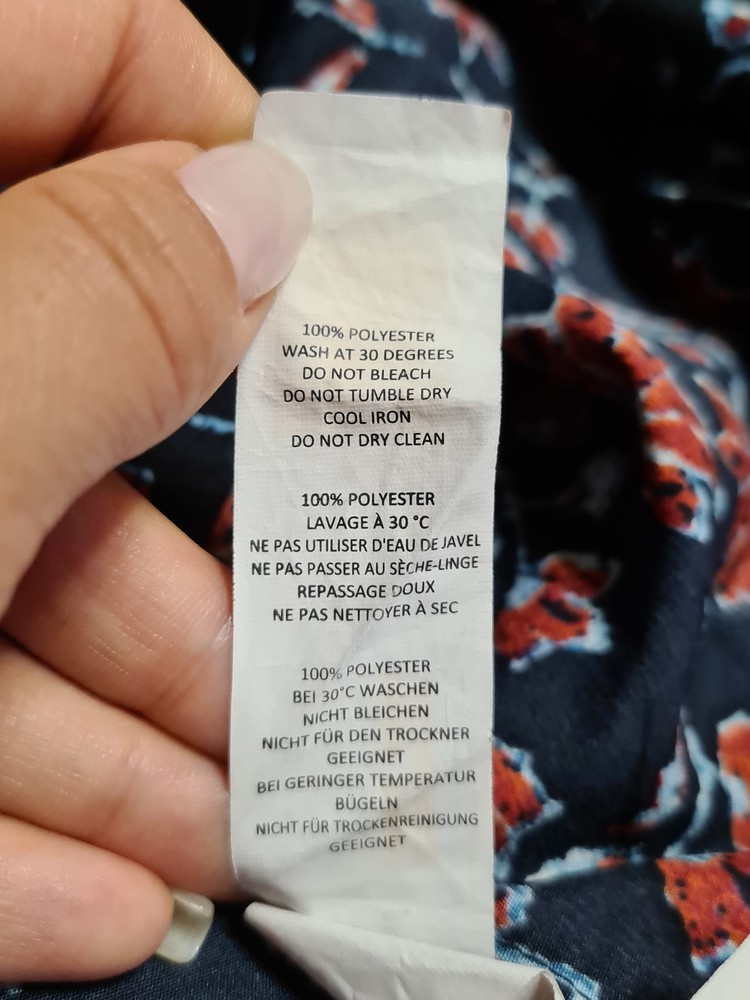 100% POLYESTER
WASH AT 30 DEGREES
DO NOT BLEACH
DO NOT TUMBLE DRY
COOL IRON
DO NOT DRY CLEAN
100% POLYESTER
LAVAGE À 30 °C
NE PAS UTILISER D'EAU DE JAVEL
NE PAS PASSER AU SÈCHE-LINGE
REPASSAGE DOUX
NE PAS NETTOYER À SEC
100% POLYESTER
BEI 30°C WASCHEN
NICHT BLEICHEN
NICHT FÜR DEN TROCKNER
GEEIGNET
BEI GERINGER TEMPERATUR
BÜGELN
NICHT FÜR TROCKENREINIGUNG
GEEIGNET